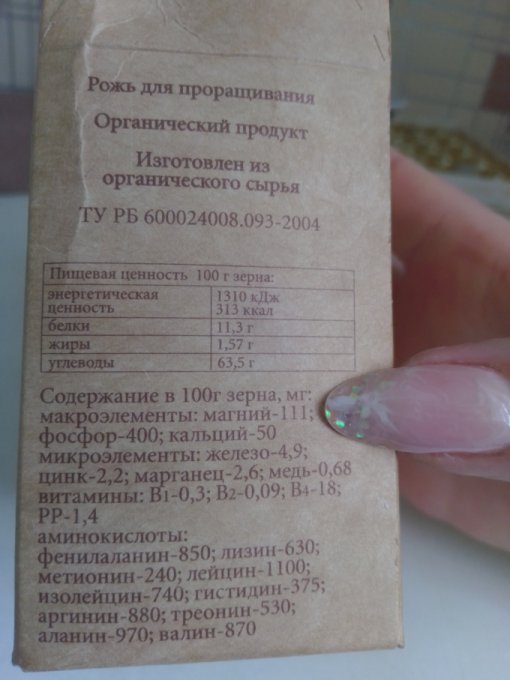 Рожь для проращивания
Органический продукт
Изготовлен из
органического сырья
ТУ РБ 600024008.093-2004
Пищевая ценность 100 г зерна:
энергетическая 1310 кДж
ценность 313 ккал
белки 11,3 г
жиры 1,57 г
углеводы 63,5 г
Содержание в 100г зерна, мг:
макроэлементы: магний-111;
фосфор-400; кальций-50
микроэлементы: железо-4,9;
цинк-2,2; марганец-2,6; медь-0,68
витамины: В1-0,3; В2-0,09; В4-18;
РР-1,4
аминокислоты:
фенилаланин-850; лизин-630;
метионин-240; лейцин-1100;
изолейцин-740; гистидин-375;
аргинин-880; треонин-530;
аланин-970; валин-870